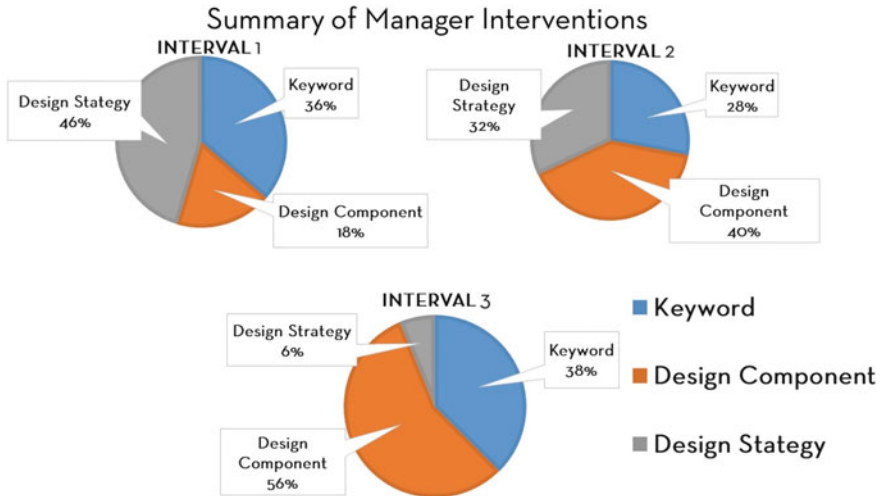 Summary of Manager Interventions
INTERVAL 1
Design Stategy
46%
Keyword
36%
Design Component
18%
INTERVAL 2
Design
Strategy
32%
Keyword
28%
Design
Component
40%
INTERVAL 3
Design Strategy
6%
Keyword
38%
Design
Component
56%
Keyword
Design Component
Design Stategy